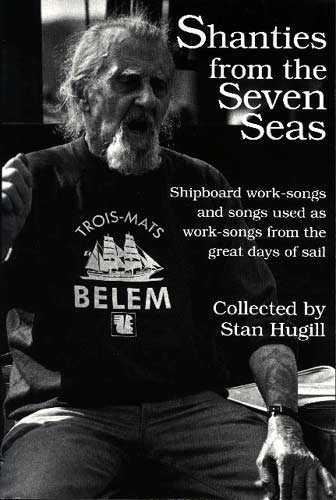 Shanties
from the
Seven
Seas
Shipboard work-songs
and songs used as
work-songs from the
great days of sail
Collected by
Stan Hugill
TROIS-MATS
BELEM